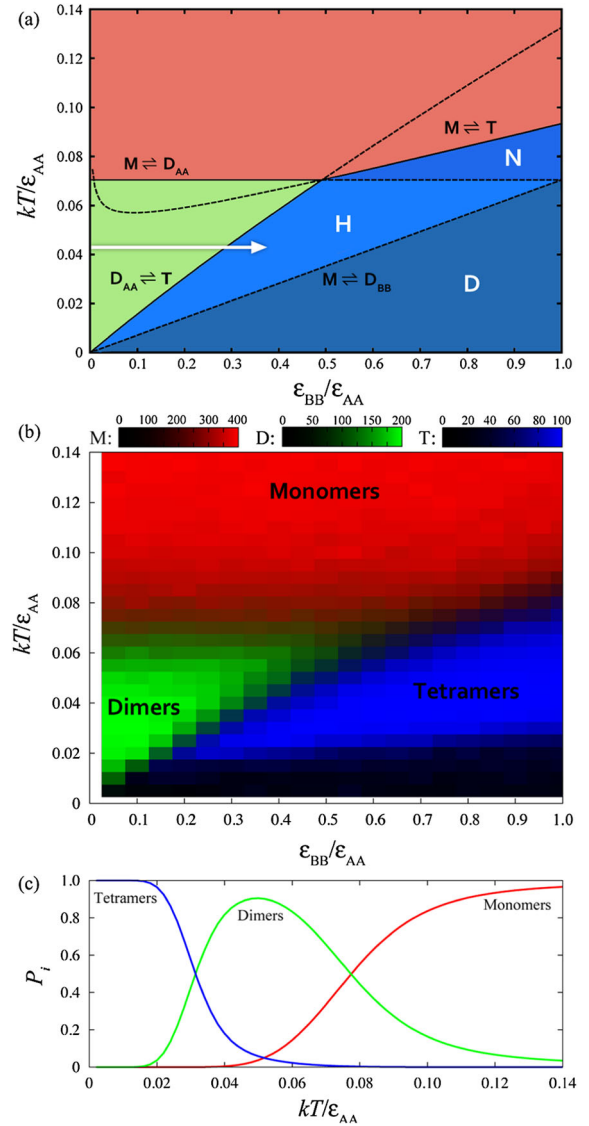 (a)
0.14
0.12
0.10
0.08
0.06
0.04
0.02
0
kT/εAA
M ⇌ DAA
M ⇌ T
N
H
DAA ⇌ T
M ⇌ DBB
D
0 0.1 0.2 0.3 0.4 0.5 0.6 0.7 0.8 0.9 1.0
εBB/εAA
(b)
0 100 200 300 400 0 50 100 150 200 0 20 40 60 80 100
M: D: T:
0.14
0.12
0.10
0.08
0.06
0.04
0.02
0
kT/εAA
Monomers
Dimers
Tetramers
0 0.1 0.2 0.3 0.4 0.5 0.6 0.7 0.8 0.9 1.0
εBB/εAA
(c)
1.0
0.8
0.6
0.4
0.2
0
Pi
Tetramers
Dimers
Monomers
0 0.02 0.04 0.06 0.08 0.10 0.12 0.14
kT/εAA